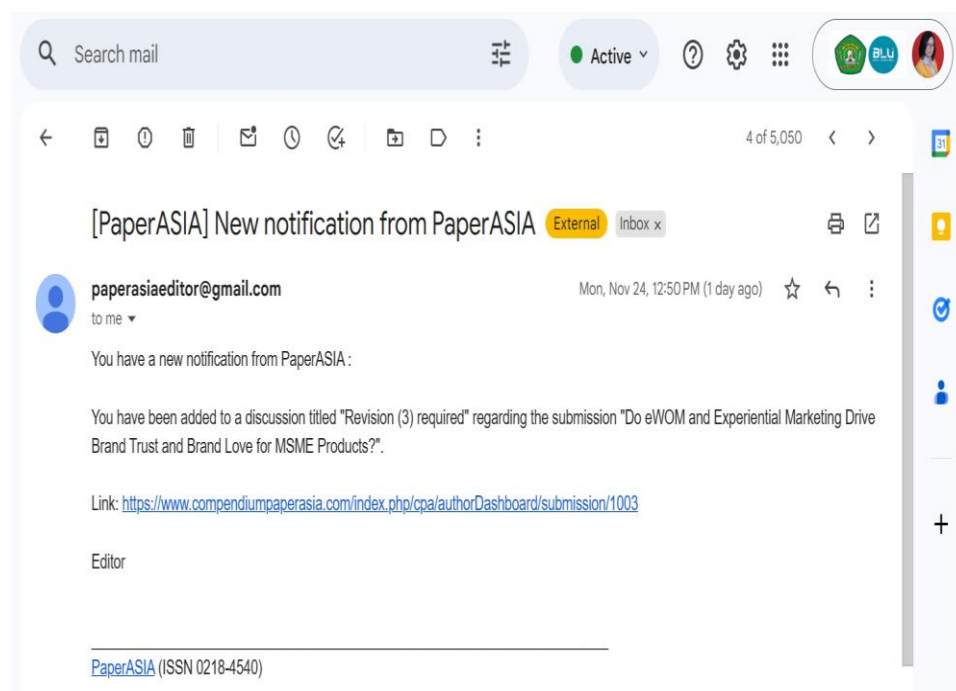 Search mail
Active
BLU
4 of 5,050
31
[PaperASIA] New notification from PaperASIA External Inbox x
paperasiaeditor@gmail.com Mon, Nov 24, 12:50 PM (1 day ago)
to me
You have a new notification from PaperASIA :
You have been added to a discussion titled "Revision (3) required" regarding the submission "Do eWOM and Experiential Marketing Drive
Brand Trust and Brand Love for MSME Products?".
Link: https://www.compendiumpaperasia.com/index.php/cpa/authorDashboard/submission/1003
Editor
PaperASIA (ISSN 0218-4540)